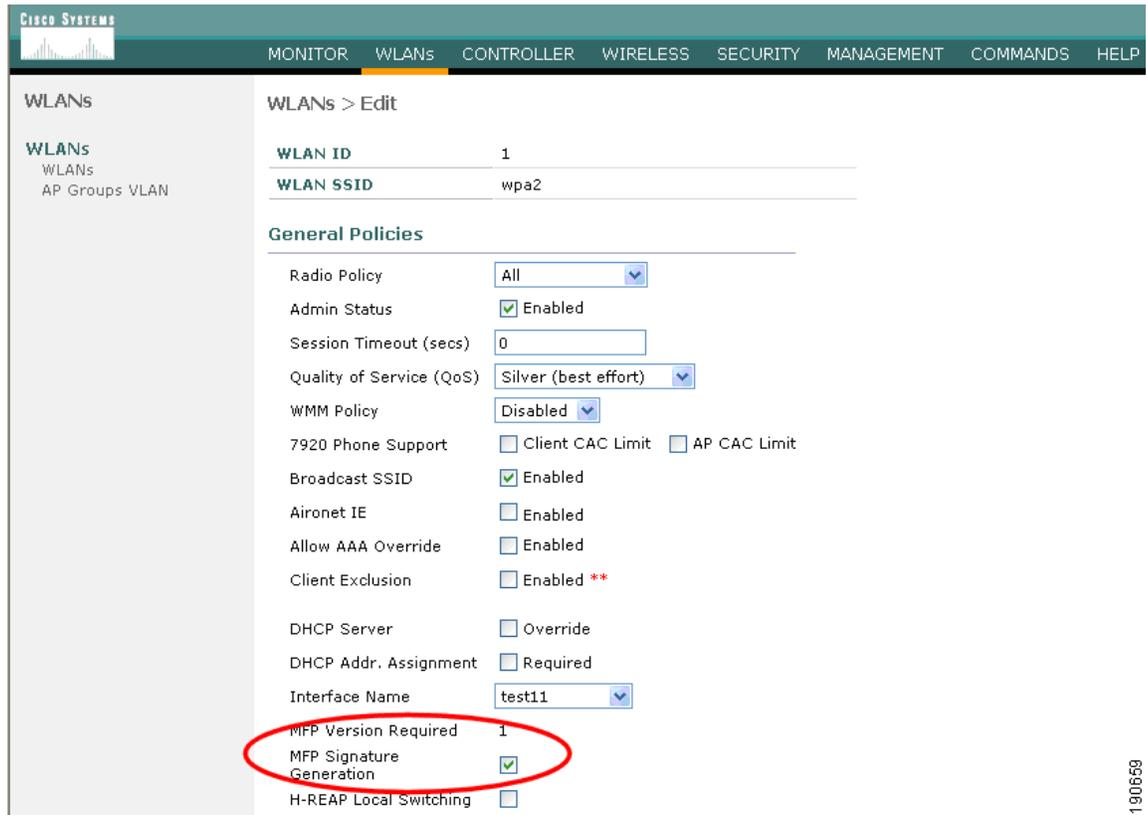 CISCO SYSTEMS
MONITOR WLANs CONTROLLER WIRELESS SECURITY MANAGEMENT COMMANDS HELP
WLANs
WLANs
WLANs
AP Groups VLAN
WLANs > Edit
WLAN ID 1
WLAN SSID wpa2
General Policies
Radio Policy All
Admin Status Enabled
Session Timeout (secs) 0
Quality of Service (QoS) Silver (best effort)
WMM Policy Disabled
7920 Phone Support Client CAC Limit AP CAC Limit
Broadcast SSID Enabled
Aironet IE Enabled
Allow AAA Override Enabled
Client Exclusion Enabled **
DHCP Server Override
DHCP Addr. Assignment Required
Interface Name test11
MFP Version Required 1
MFP Signature
Generation
H-REAP Local Switching
190659